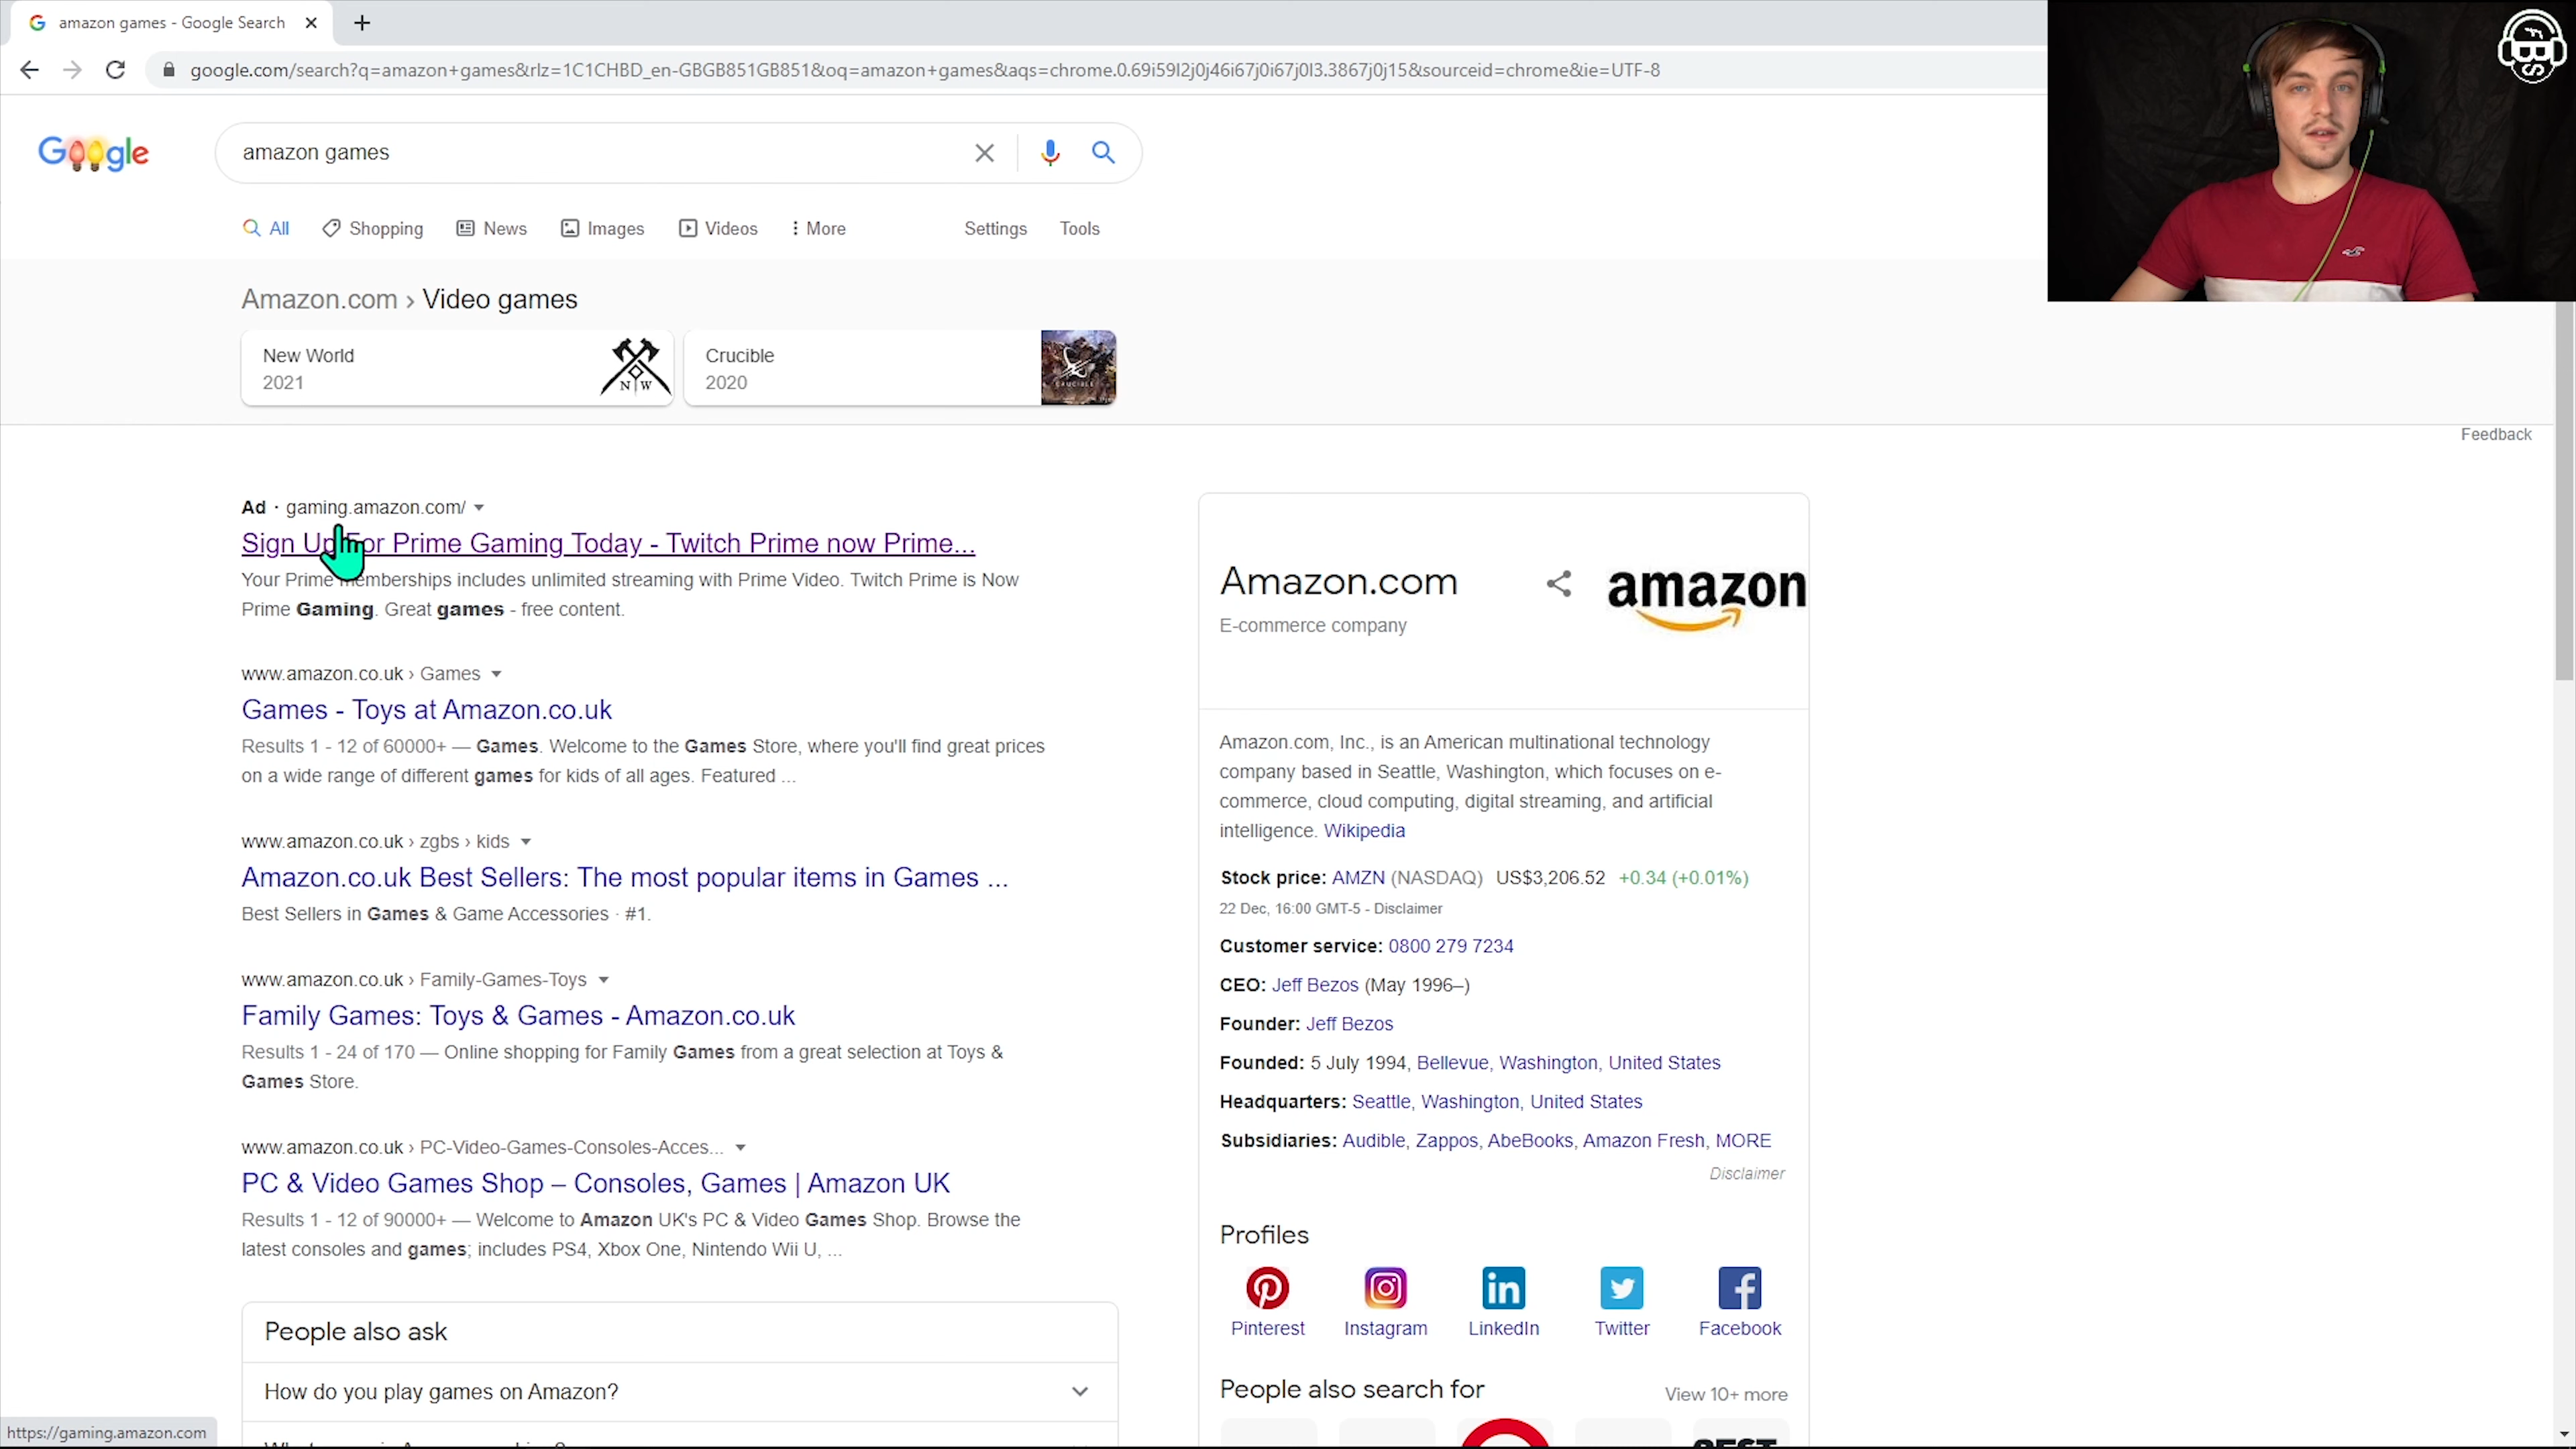 amazon games - Google Search
google.com/search?q=amazon+games&rlz=1C1CHBD_en-GBGB851GB851&oq=amazon+games&aqs=chrome.0.69i59l2j0j46i67j0i67j0l3.3867j0j15&sourceid=chrome&ie=UTF-8
Google
amazon games
All Shopping News Images Videos More Settings Tools
Amazon.com › Video games
New World
2021
N W
Crucible
2020
CRUCIBLE
Feedback
Ad · gaming.amazon.com/
Sign Up For Prime Gaming Today - Twitch Prime now Prime...
Your Prime memberships includes unlimited streaming with Prime Video. Twitch Prime is Now
Prime Gaming. Great games - free content.
www.amazon.co.uk › Games
Games - Toys at Amazon.co.uk
Results 1 - 12 of 60000+ — Games. Welcome to the Games Store, where you'll find great prices
on a wide range of different games for kids of all ages. Featured ...
www.amazon.co.uk › zgbs › kids
Amazon.co.uk Best Sellers: The most popular items in Games ...
Best Sellers in Games & Game Accessories · #1.
www.amazon.co.uk › Family-Games-Toys
Family Games: Toys & Games - Amazon.co.uk
Results 1 - 24 of 170 — Online shopping for Family Games from a great selection at Toys &
Games Store.
www.amazon.co.uk › PC-Video-Games-Consoles-Acces...
PC & Video Games Shop – Consoles, Games | Amazon UK
Results 1 - 12 of 90000+ — Welcome to Amazon UK's PC & Video Games Shop. Browse the
latest consoles and games; includes PS4, Xbox One, Nintendo Wii U, ...
People also ask
How do you play games on Amazon?
https://gaming.amazon.com
Amazon.com
E-commerce company
amazon
Amazon.com, Inc., is an American multinational technology
company based in Seattle, Washington, which focuses on e-
commerce, cloud computing, digital streaming, and artificial
intelligence. Wikipedia
Stock price: AMZN (NASDAQ) US$3,206.52 +0.34 (+0.01%)
22 Dec, 16:00 GMT-5 - Disclaimer
Customer service: 0800 279 7234
CEO: Jeff Bezos (May 1996–)
Founder: Jeff Bezos
Founded: 5 July 1994, Bellevue, Washington, United States
Headquarters: Seattle, Washington, United States
Subsidiaries: Audible, Zappos, AbeBooks, Amazon Fresh, MORE
Disclaimer
Profiles
Pinterest Instagram LinkedIn Twitter Facebook
People also search for View 10+ more